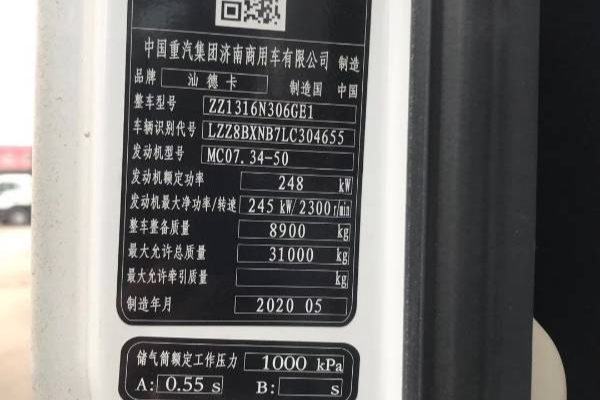 中国重汽集团济南商用车有限公司 制造
品牌 汕德卡 制造国 中国
整车型号 ZZ1316N306GE1
车辆识别代号 LZZ8BXNB7LC304655
发动机型号 MC07.34-50
发动机额定功率 248 kW
发动机最大净功率/转速 245 kW/2300r/min
整车整备质量 8900 kg
最大允许总质量 31000 kg
最大允许牵引质量 kg
制造年月 2020 05
储气筒额定工作压力 1000 kPa
A: 0.55 s B: s